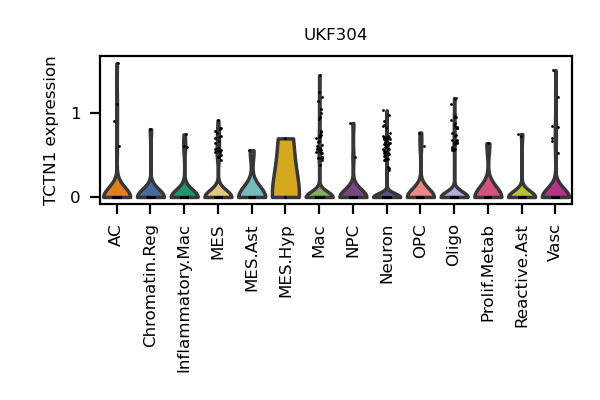 UKF304
TCTN1 expression
1
0
AC
Chromatin.Reg
Inflammatory.Mac
MES
MES.Ast
MES.Hyp
Mac
NPC
Neuron
OPC
Oligo
Prolif.Metab
Reactive.Ast
Vasc